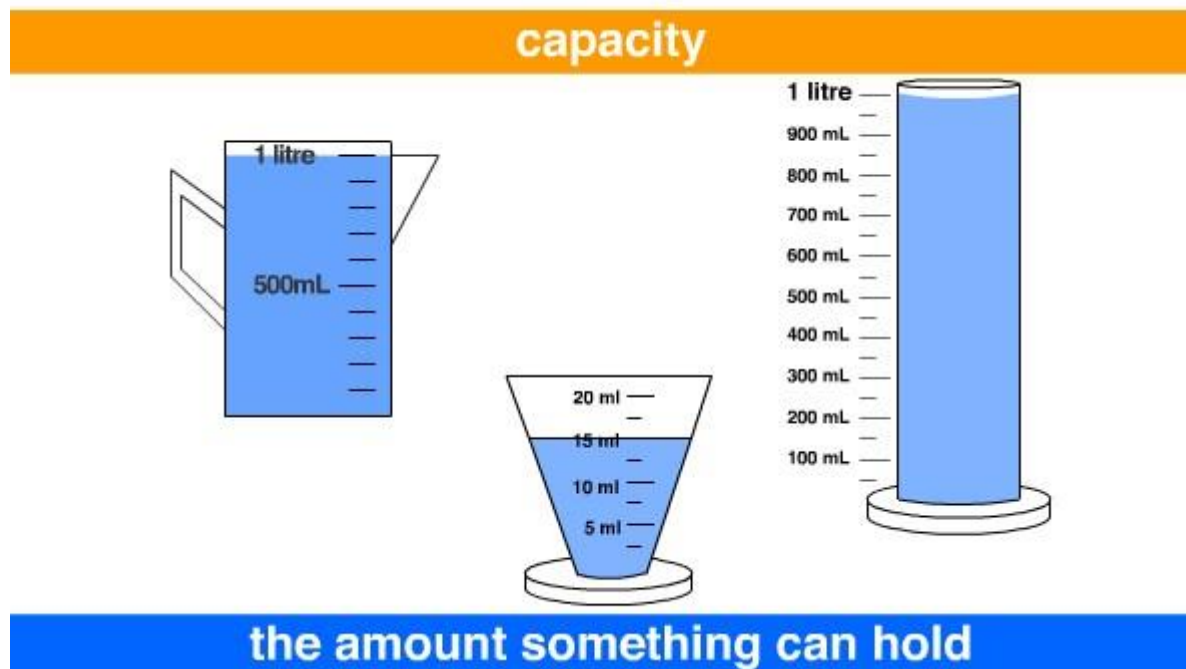 capacity
1 litre
500mL
20 ml
15 ml
10 ml
5 ml
1 litre
900 mL
800 mL
700 mL
600 mL
500 mL
400 mL
300 mL
200 mL
100 mL
the amount something can hold